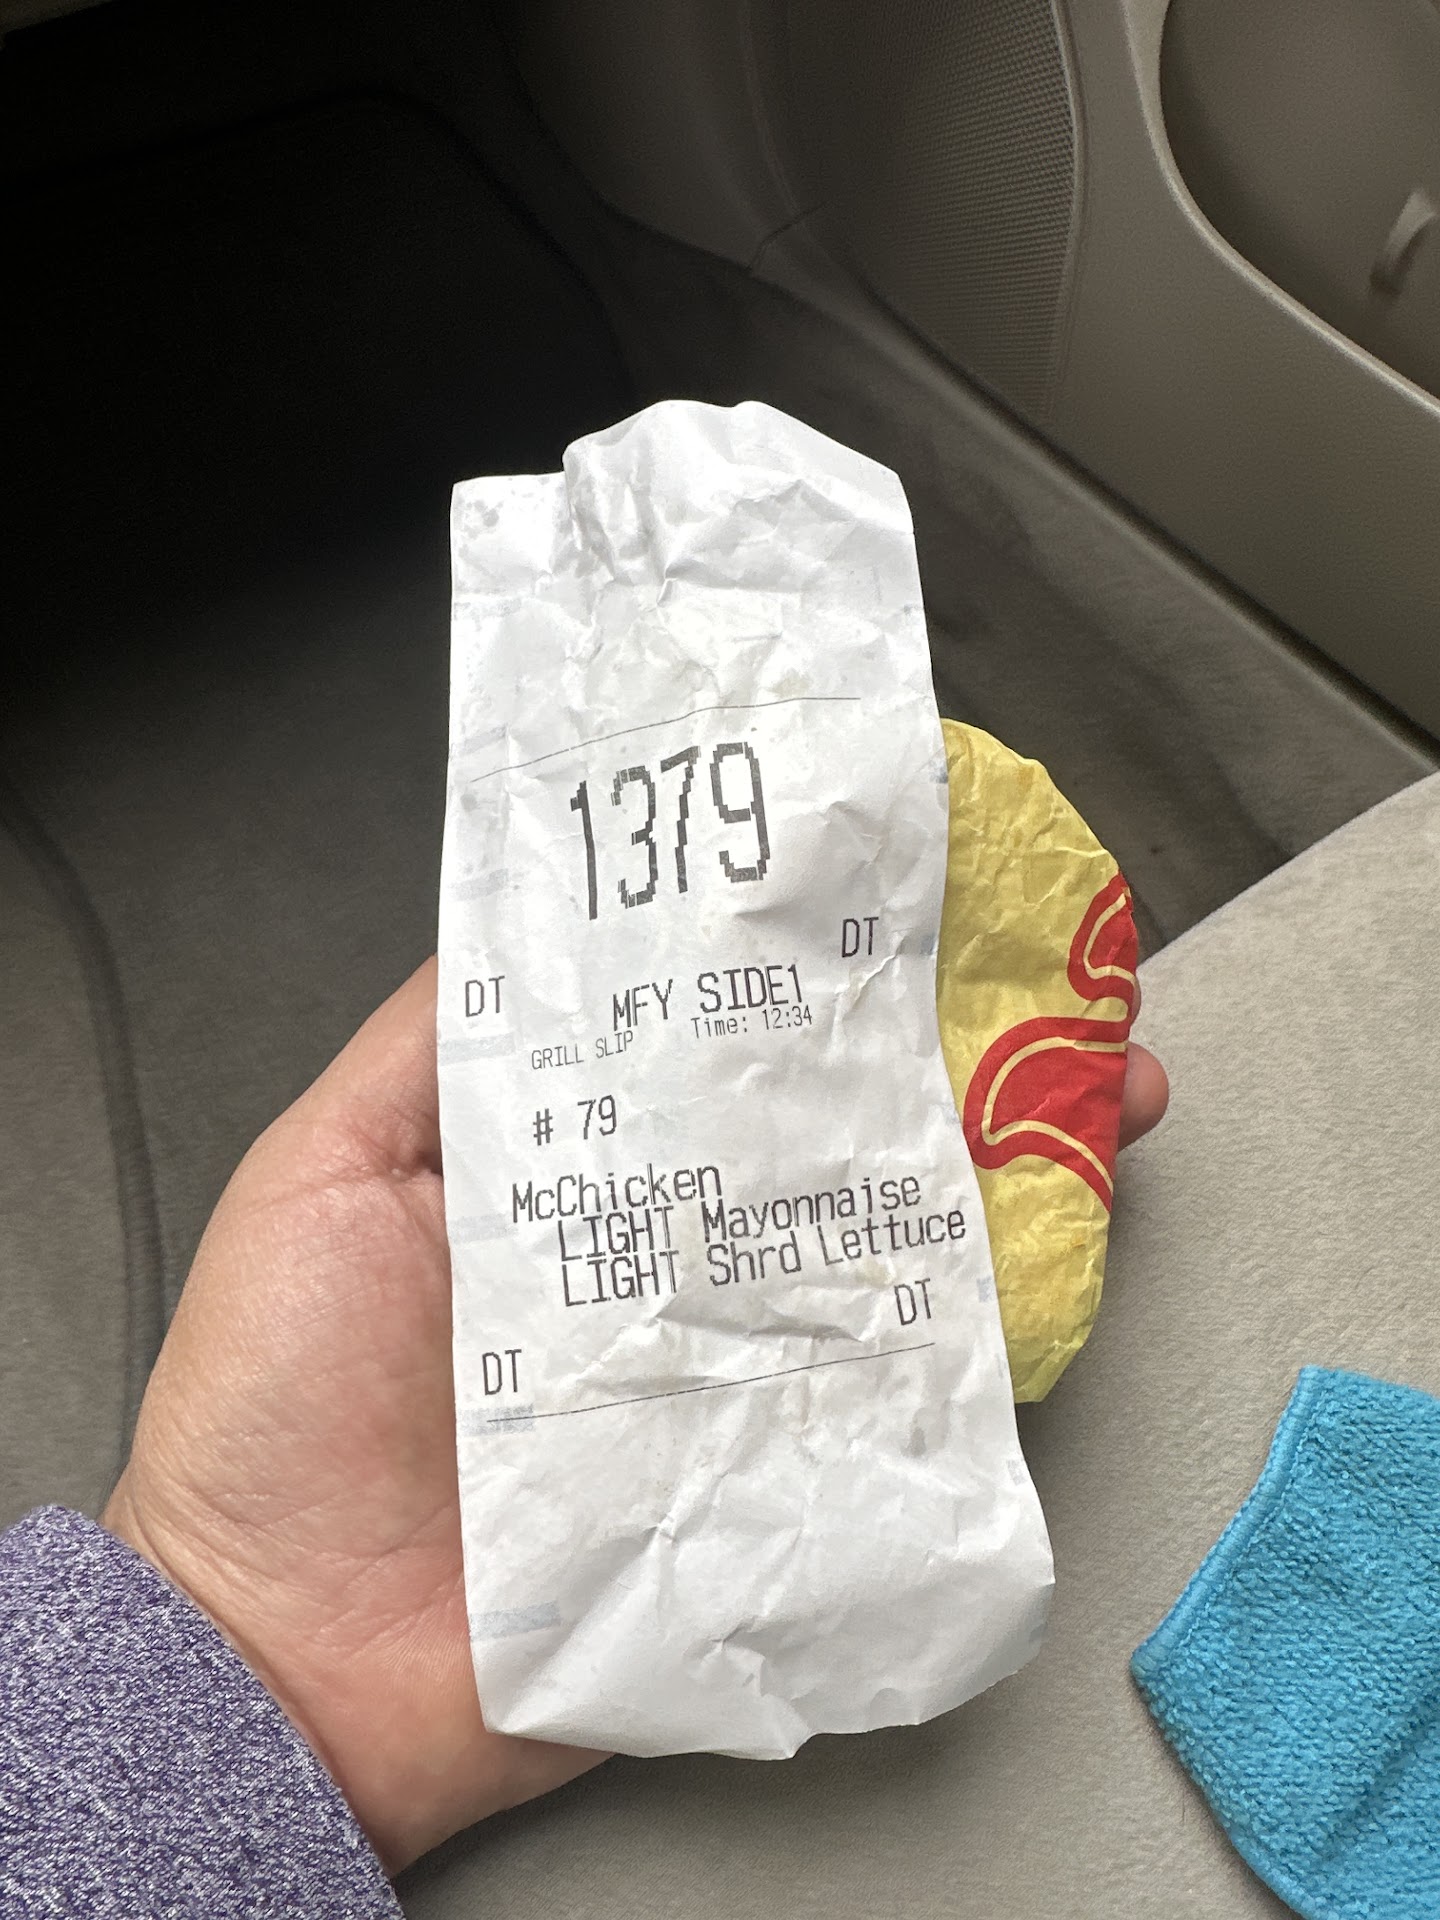 1379
DT
DT
MFY SIDE1
GRILL SLIP Time: 12:34
# 79
McChicken
LIGHT Mayonnaise
LIGHT Shrd Lettuce
DT
DT